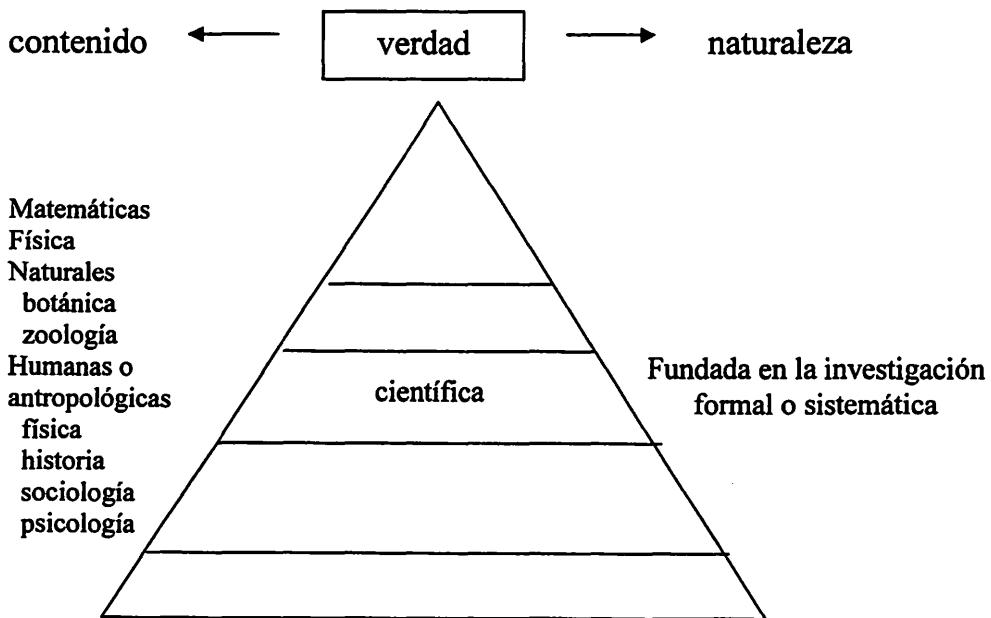 contenido
verdad
naturaleza
Matemáticas
Física
Naturales
botánica
zoología
Humanas o
antropológicas
física
historia
sociología
psicología
científica
Fundada en la investigación
formal o sistemática